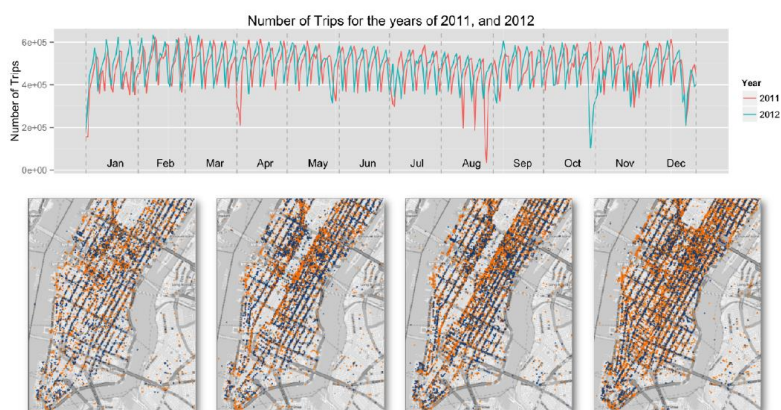 Number of Trips for the years of 2011, and 2012
Number of Trips
6e+05
4e+05
2e+05
0e+00
Jan Feb Mar Apr May Jun Jul Aug Sep Oct Nov Dec
Year
2011
2012